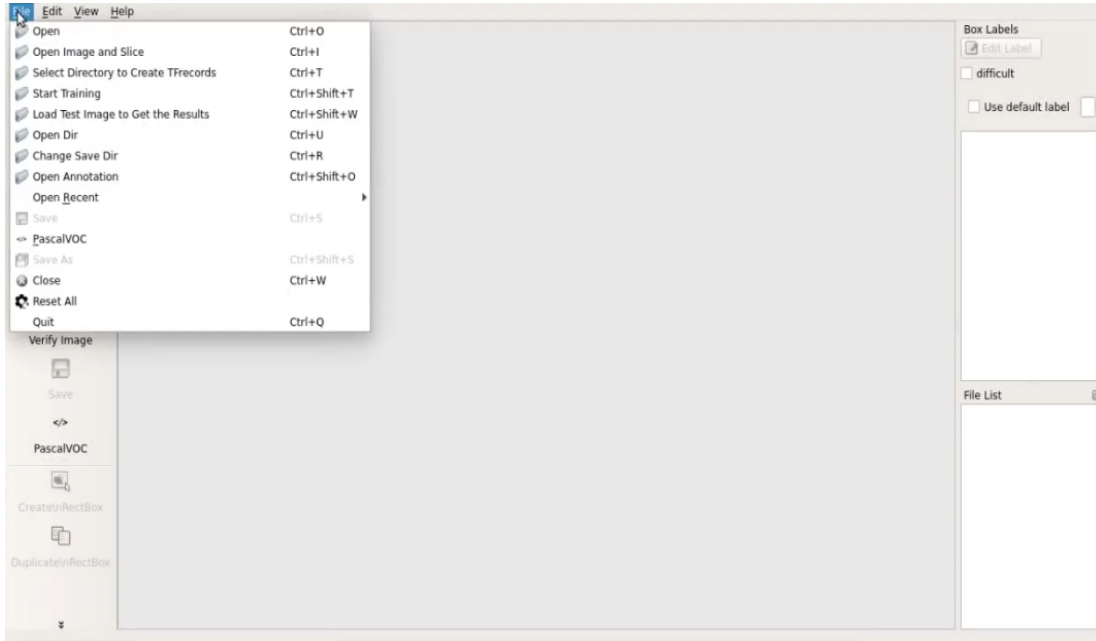 File Edit View Help
Open Ctrl+O
Open Image and Slice Ctrl+I
Select Directory to Create TFrecords Ctrl+T
Start Training Ctrl+Shift+T
Load Test Image to Get the Results Ctrl+Shift+W
Open Dir Ctrl+U
Change Save Dir Ctrl+R
Open Annotation Ctrl+Shift+O
Open Recent
Save Ctrl+S
PascalVOC
Save As Ctrl+Shift+S
Close Ctrl+W
Reset All
Quit Ctrl+Q
Verify Image
Save
</>
PascalVOC
Create\nRectBox
Duplicate\nRectBox
Box Labels
Edit Label
difficult
Use default label
File List